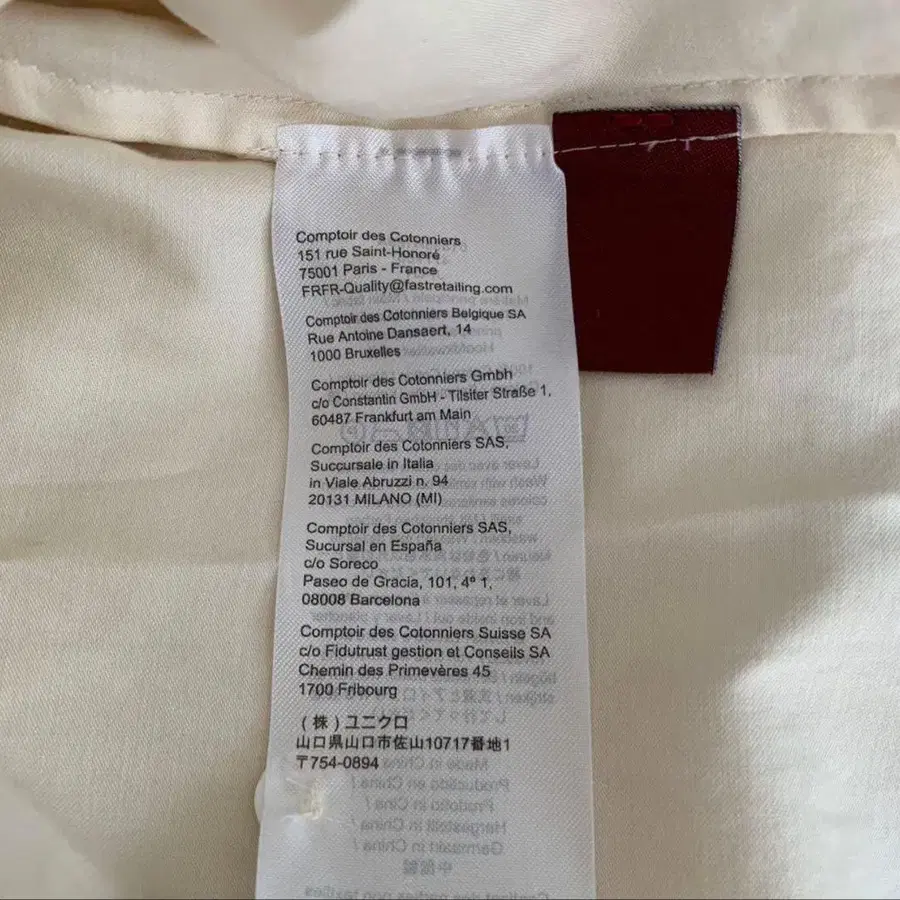 Comptoir des Cotonniers
151 rue Saint-Honoré
75001 Paris - France
FRFR-Quality@fastretailing.com
Comptoir des Cotonniers Belgique SA
Rue Antoine Dansaert, 14
1000 Bruxelles
Comptoir des Cotonniers Gmbh
c/o Constantin GmbH - Tilsiter Straße 1,
60487 Frankfurt am Main
Comptoir des Cotonniers SAS,
Succursale in Italia
in Viale Abruzzi n. 94
20131 MILANO (MI)
Comptoir des Cotonniers SAS,
Sucursal en España
c/o Soreco
Paseo de Gracia, 101, 4º 1,
08008 Barcelona
Comptoir des Cotonniers Suisse SA
c/o Fidutrust gestion et Conseils SA
Chemin des Primevères 45
1700 Fribourg
(株)ユニクロ
山口県山口市佐山10717番地1
〒754-0894